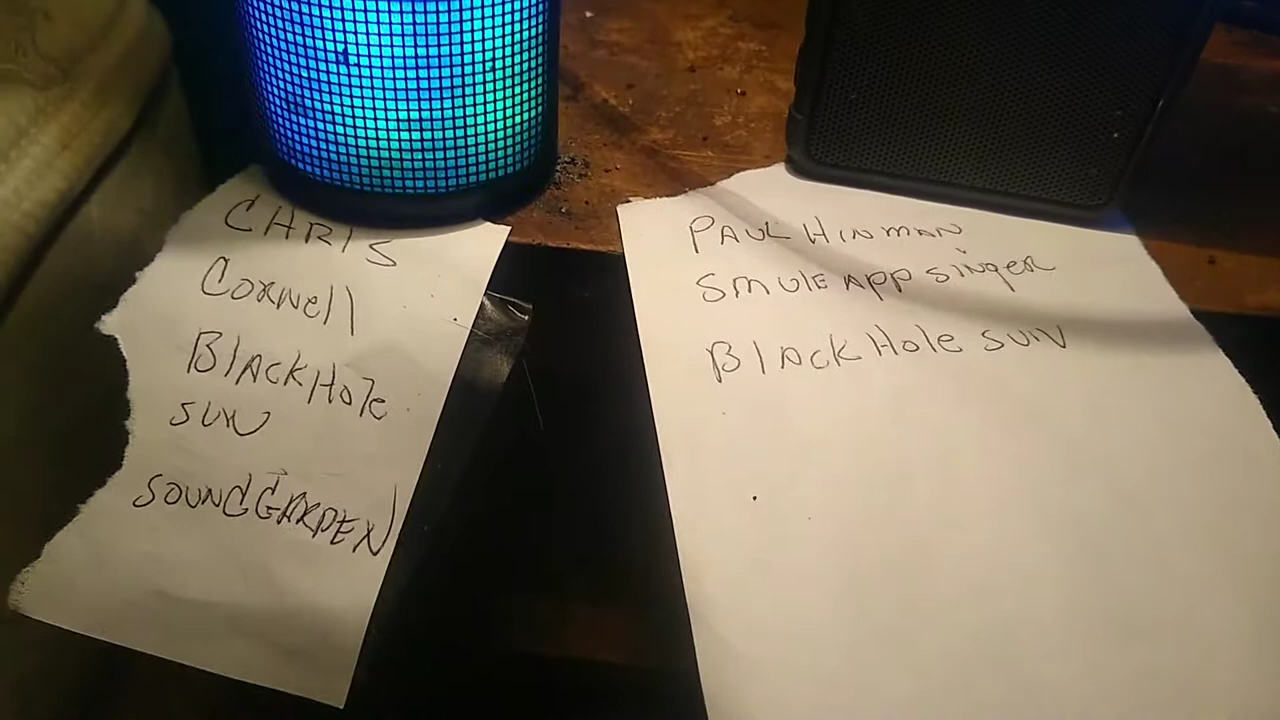 CHRIS
Cornell
BlackHole
SUN
SOUNDGARDEN
PAUL HINMAN
SMULE APP SINGER
Black Hole SUN